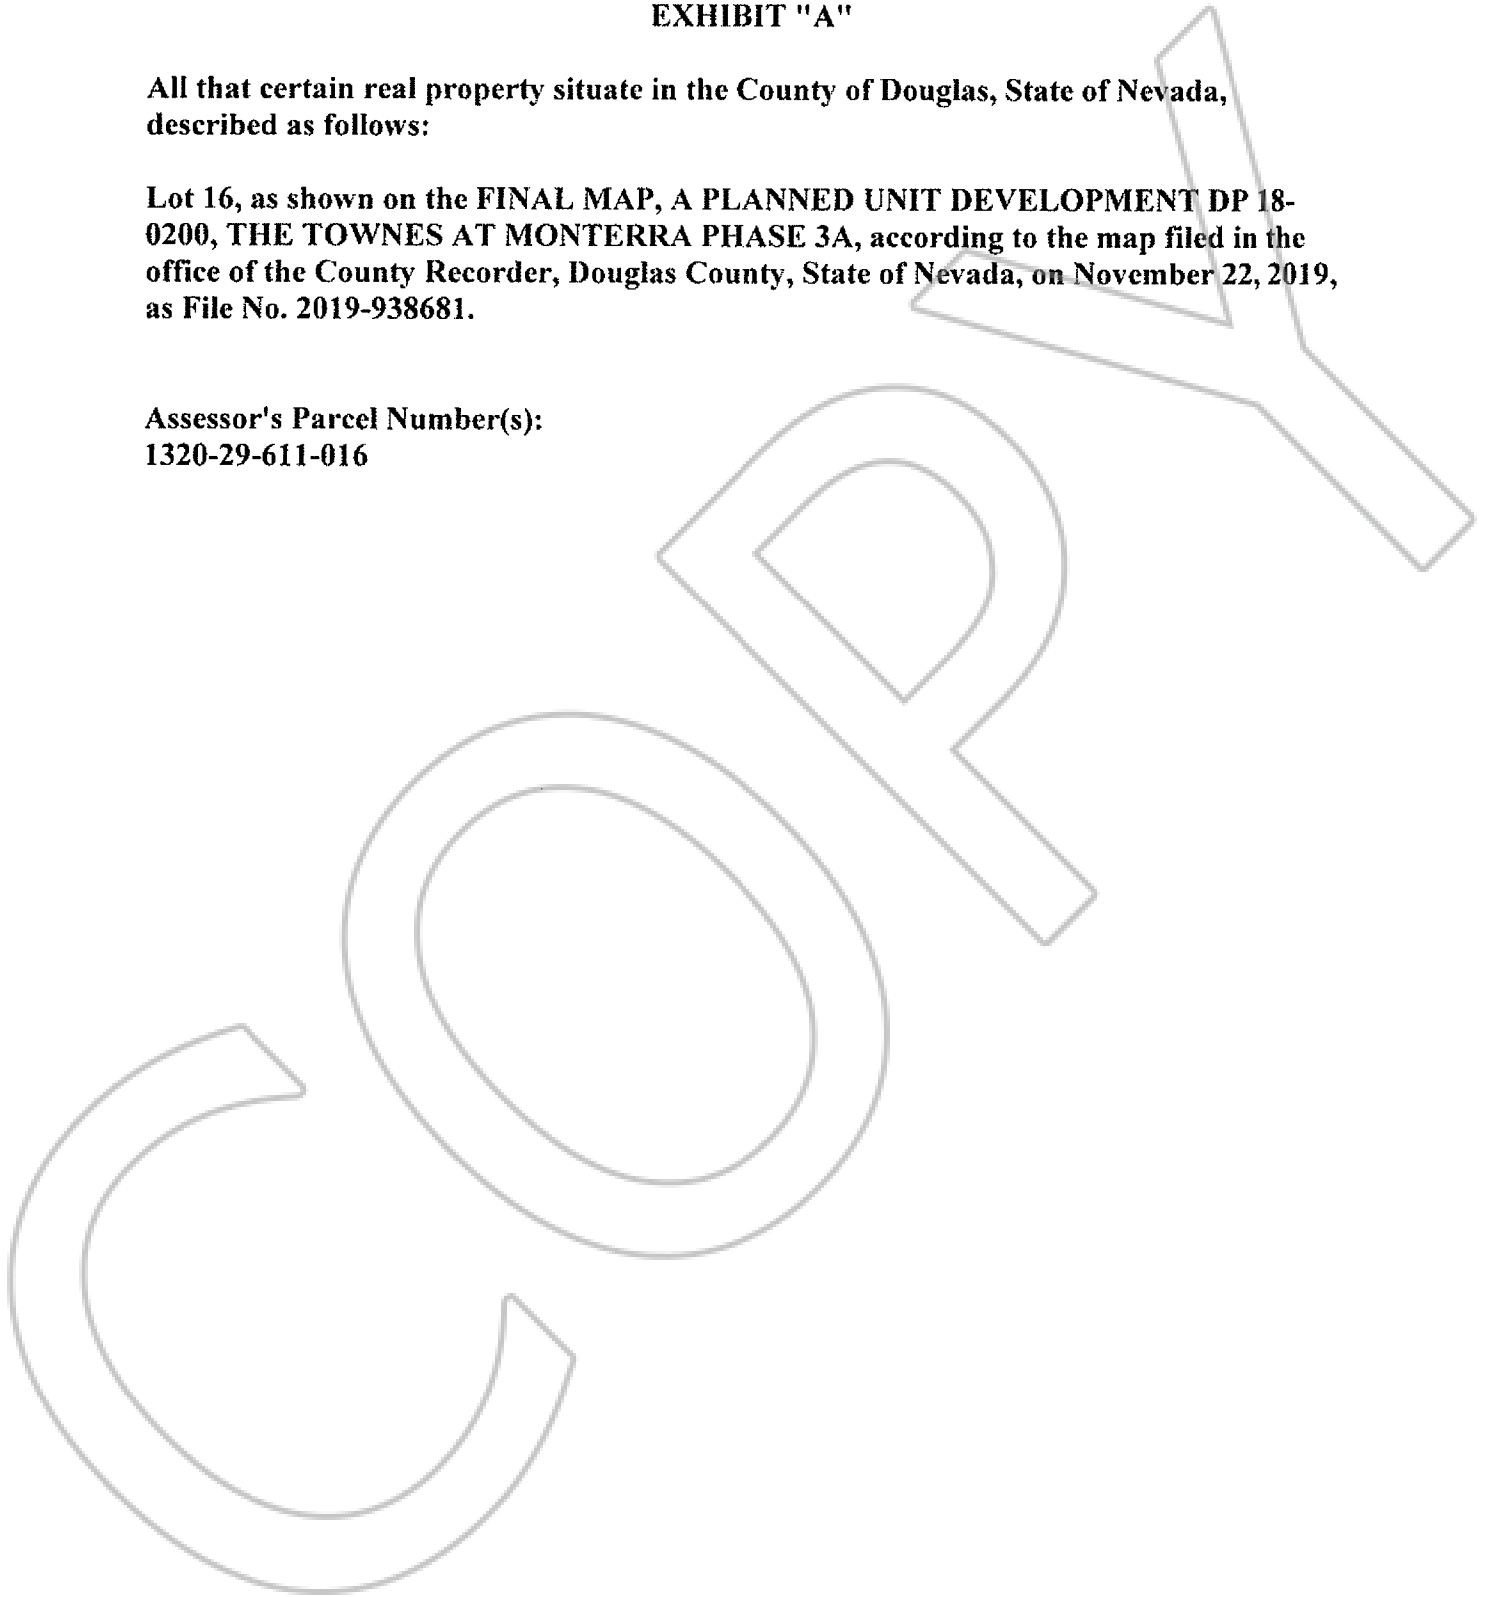 EXHIBIT "A"
All that certain real property situate in the County of Douglas, State of Nevada,
described as follows:
Lot 16, as shown on the FINAL MAP, A PLANNED UNIT DEVELOPMENT DP 18-
0200, THE TOWNES AT MONTERRA PHASE 3A, according to the map filed in the
office of the County Recorder, Douglas County, State of Nevada, on November 22, 2019,
as File No. 2019-938681.
Assessor's Parcel Number(s):
1320-29-611-016
COPY